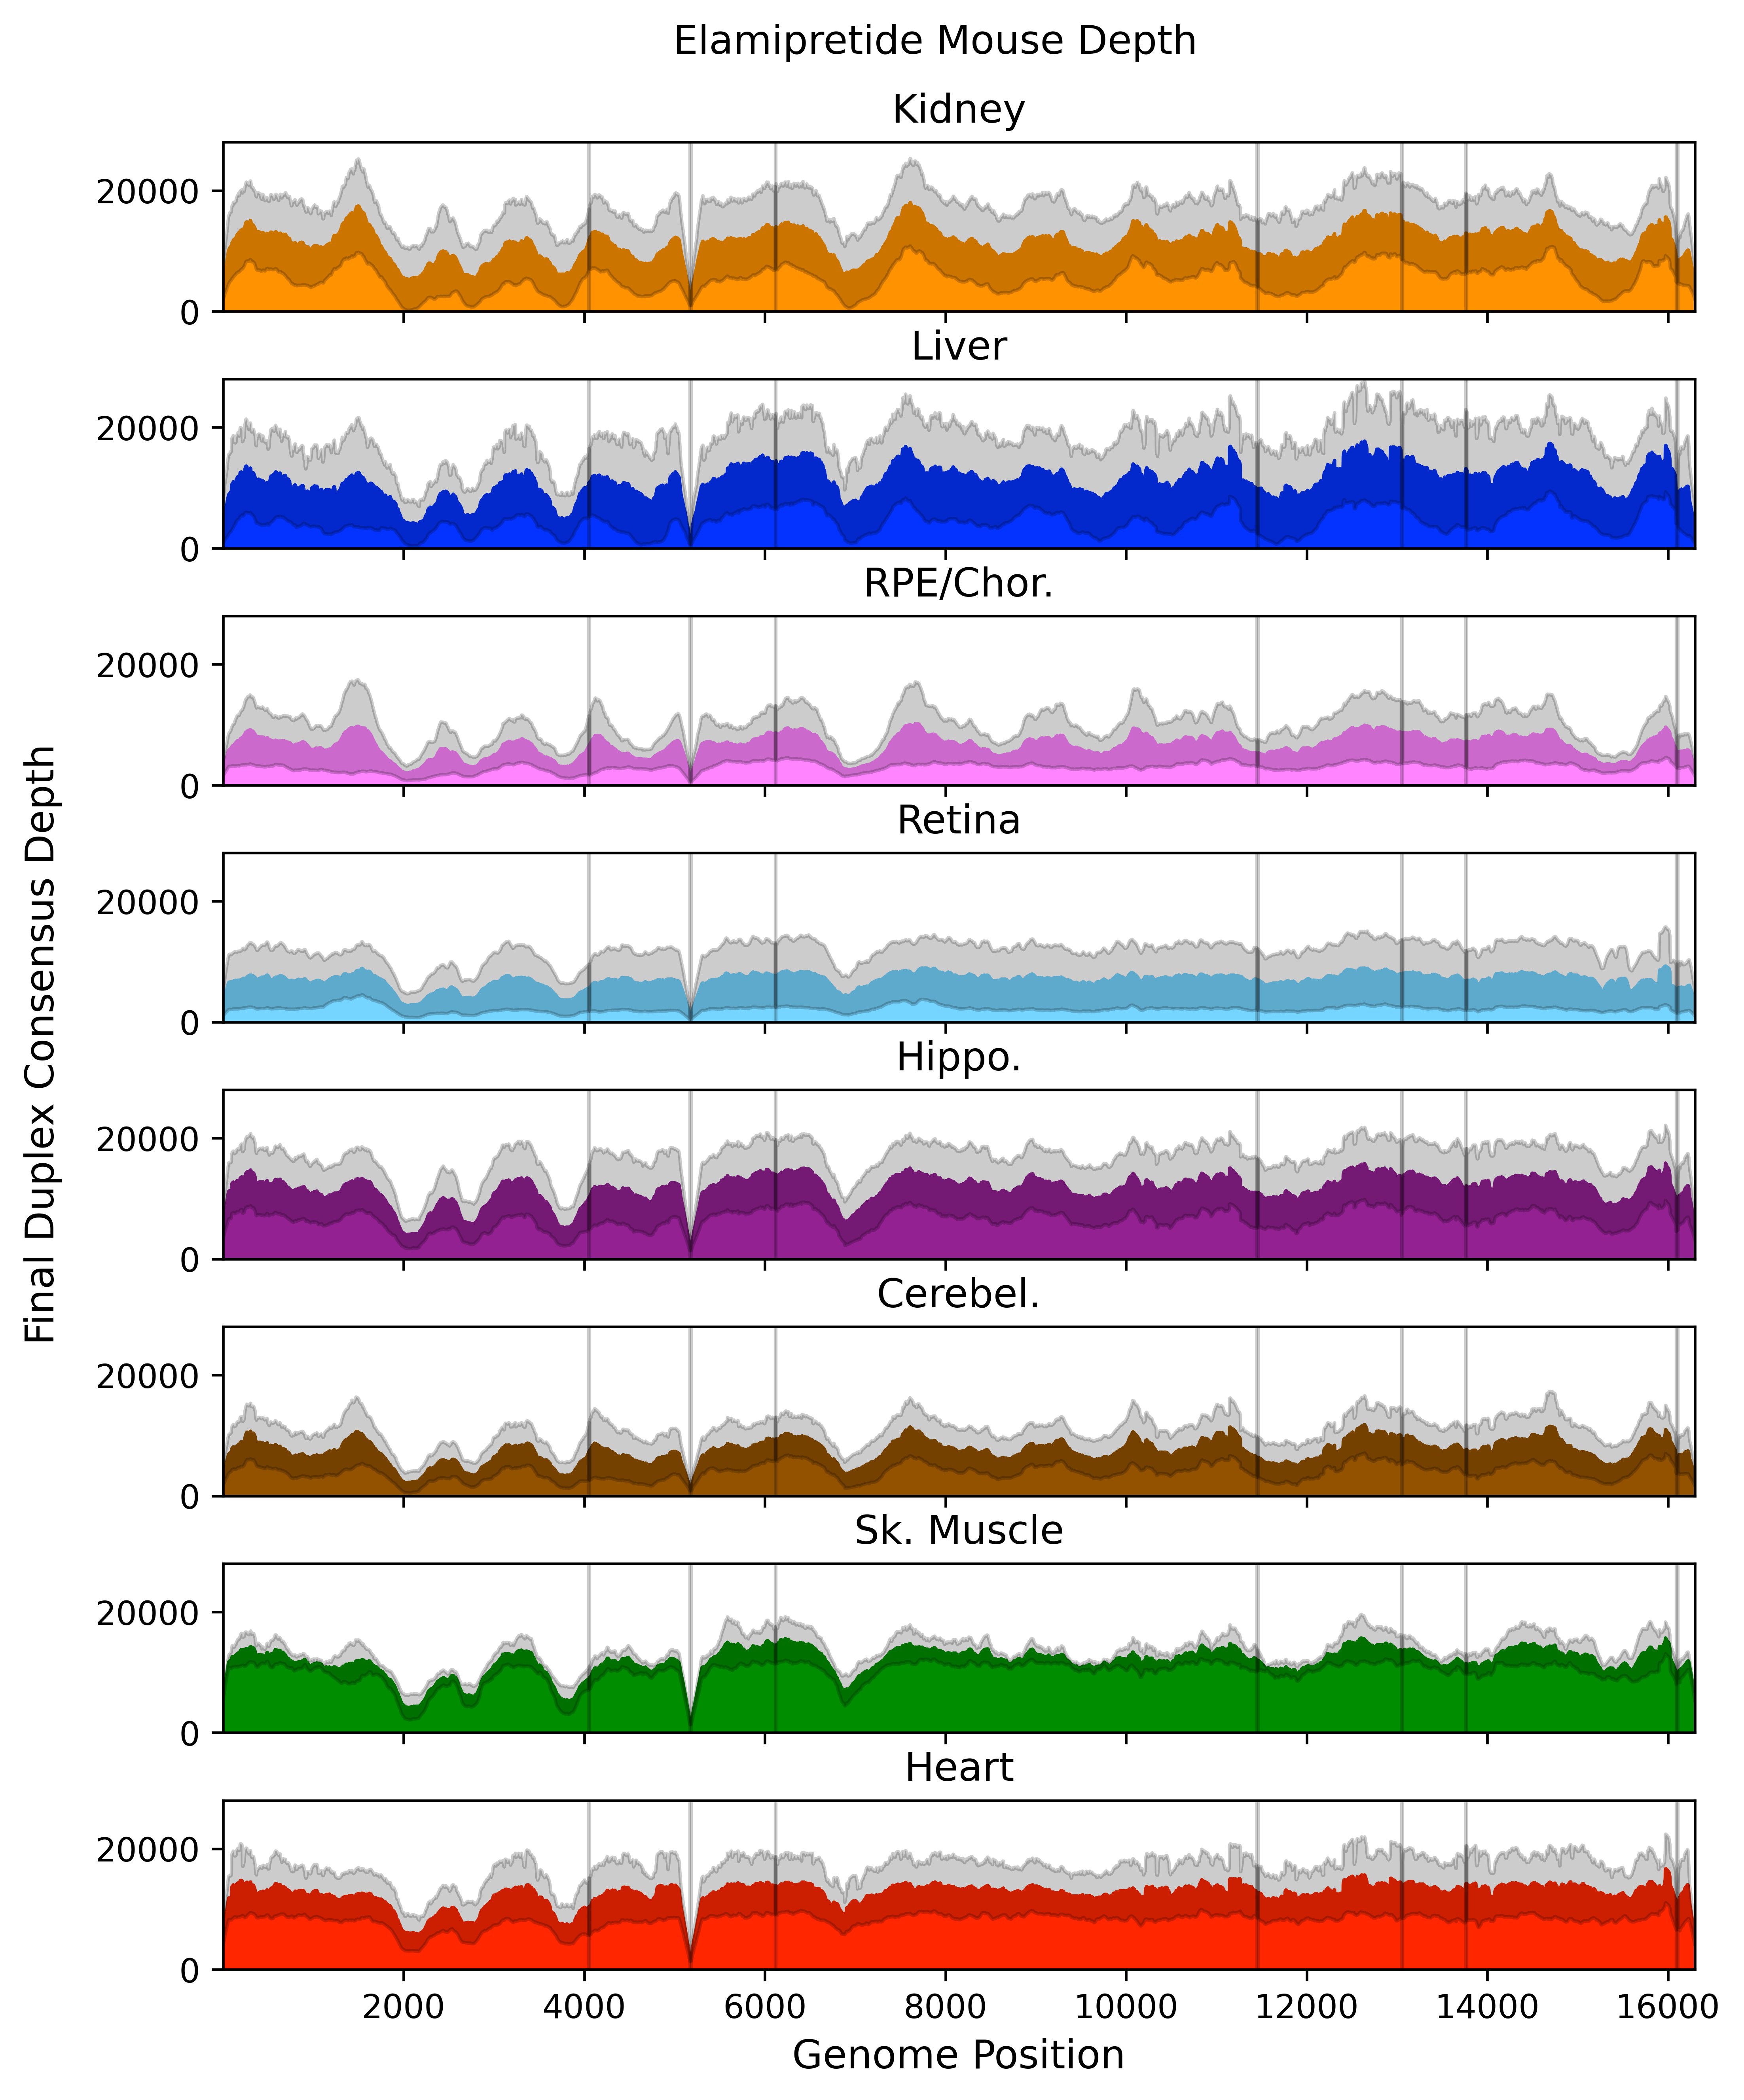 Elamipretide Mouse Depth
Kidney
20000
0
Liver
20000
0
RPE/Chor.
20000
0
Retina
20000
0
Hippo.
20000
0
Cerebel.
20000
0
Sk. Muscle
20000
0
Heart
20000
0
Final Duplex Consensus Depth
2000 4000 6000 8000 10000 12000 14000 16000
Genome Position